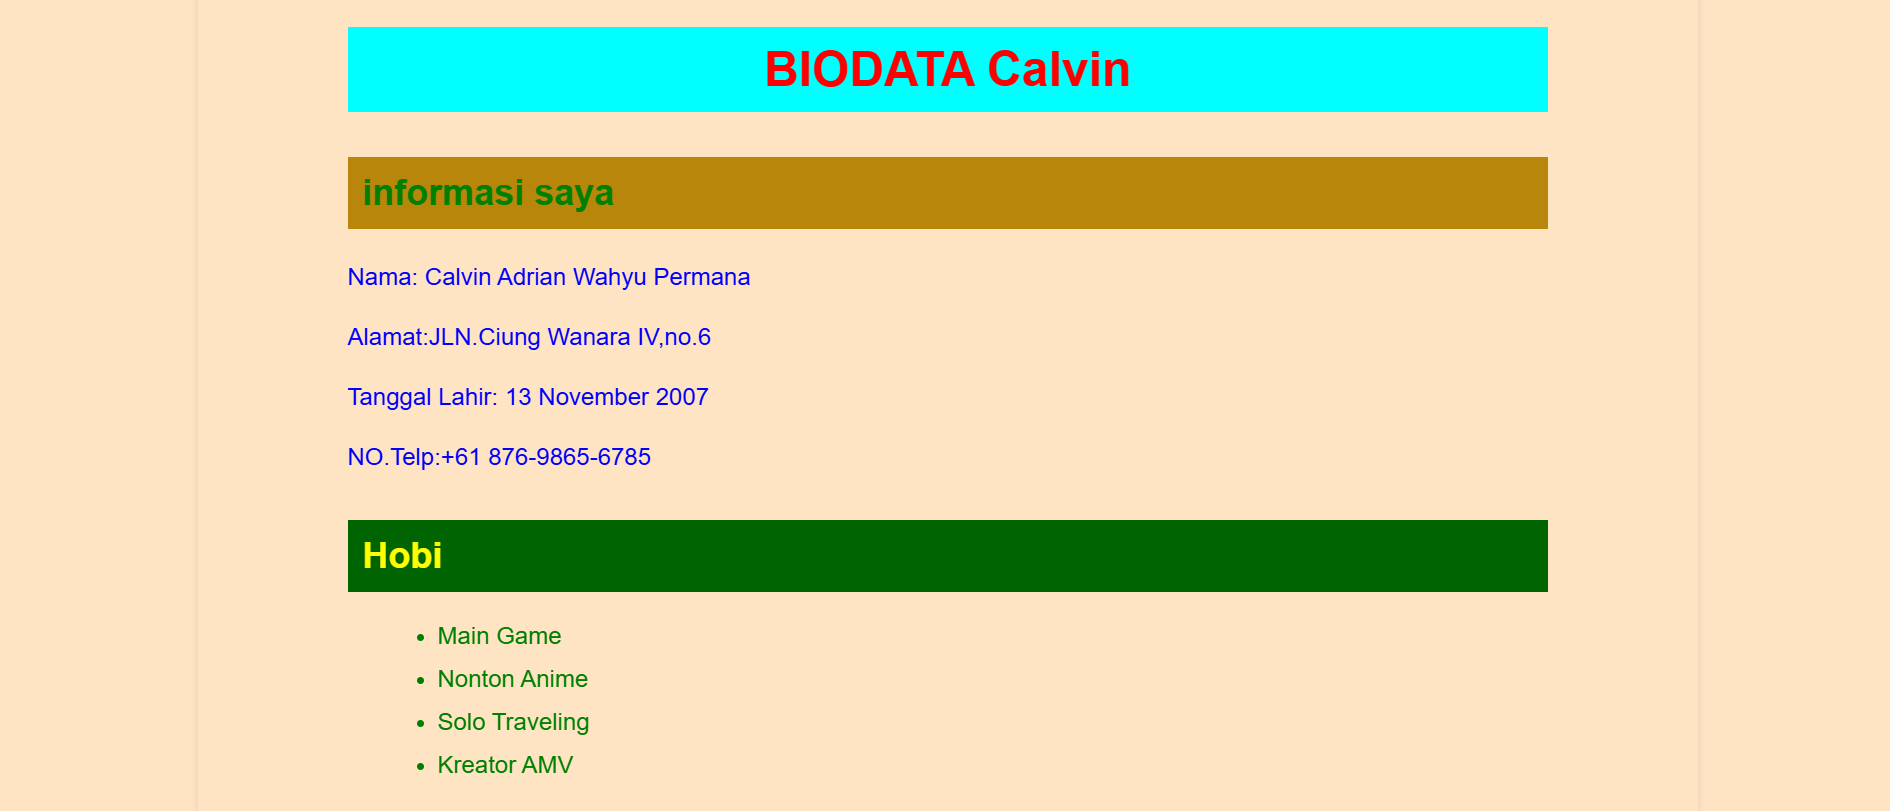 BIODATA Calvin
informasi saya
Nama: Calvin Adrian Wahyu Permana
Alamat:JLN.Ciung Wanara IV,no.6
Tanggal Lahir: 13 November 2007
NO.Telp:+61 876-9865-6785
Hobi
• Main Game
• Nonton Anime
• Solo Traveling
• Kreator AMV